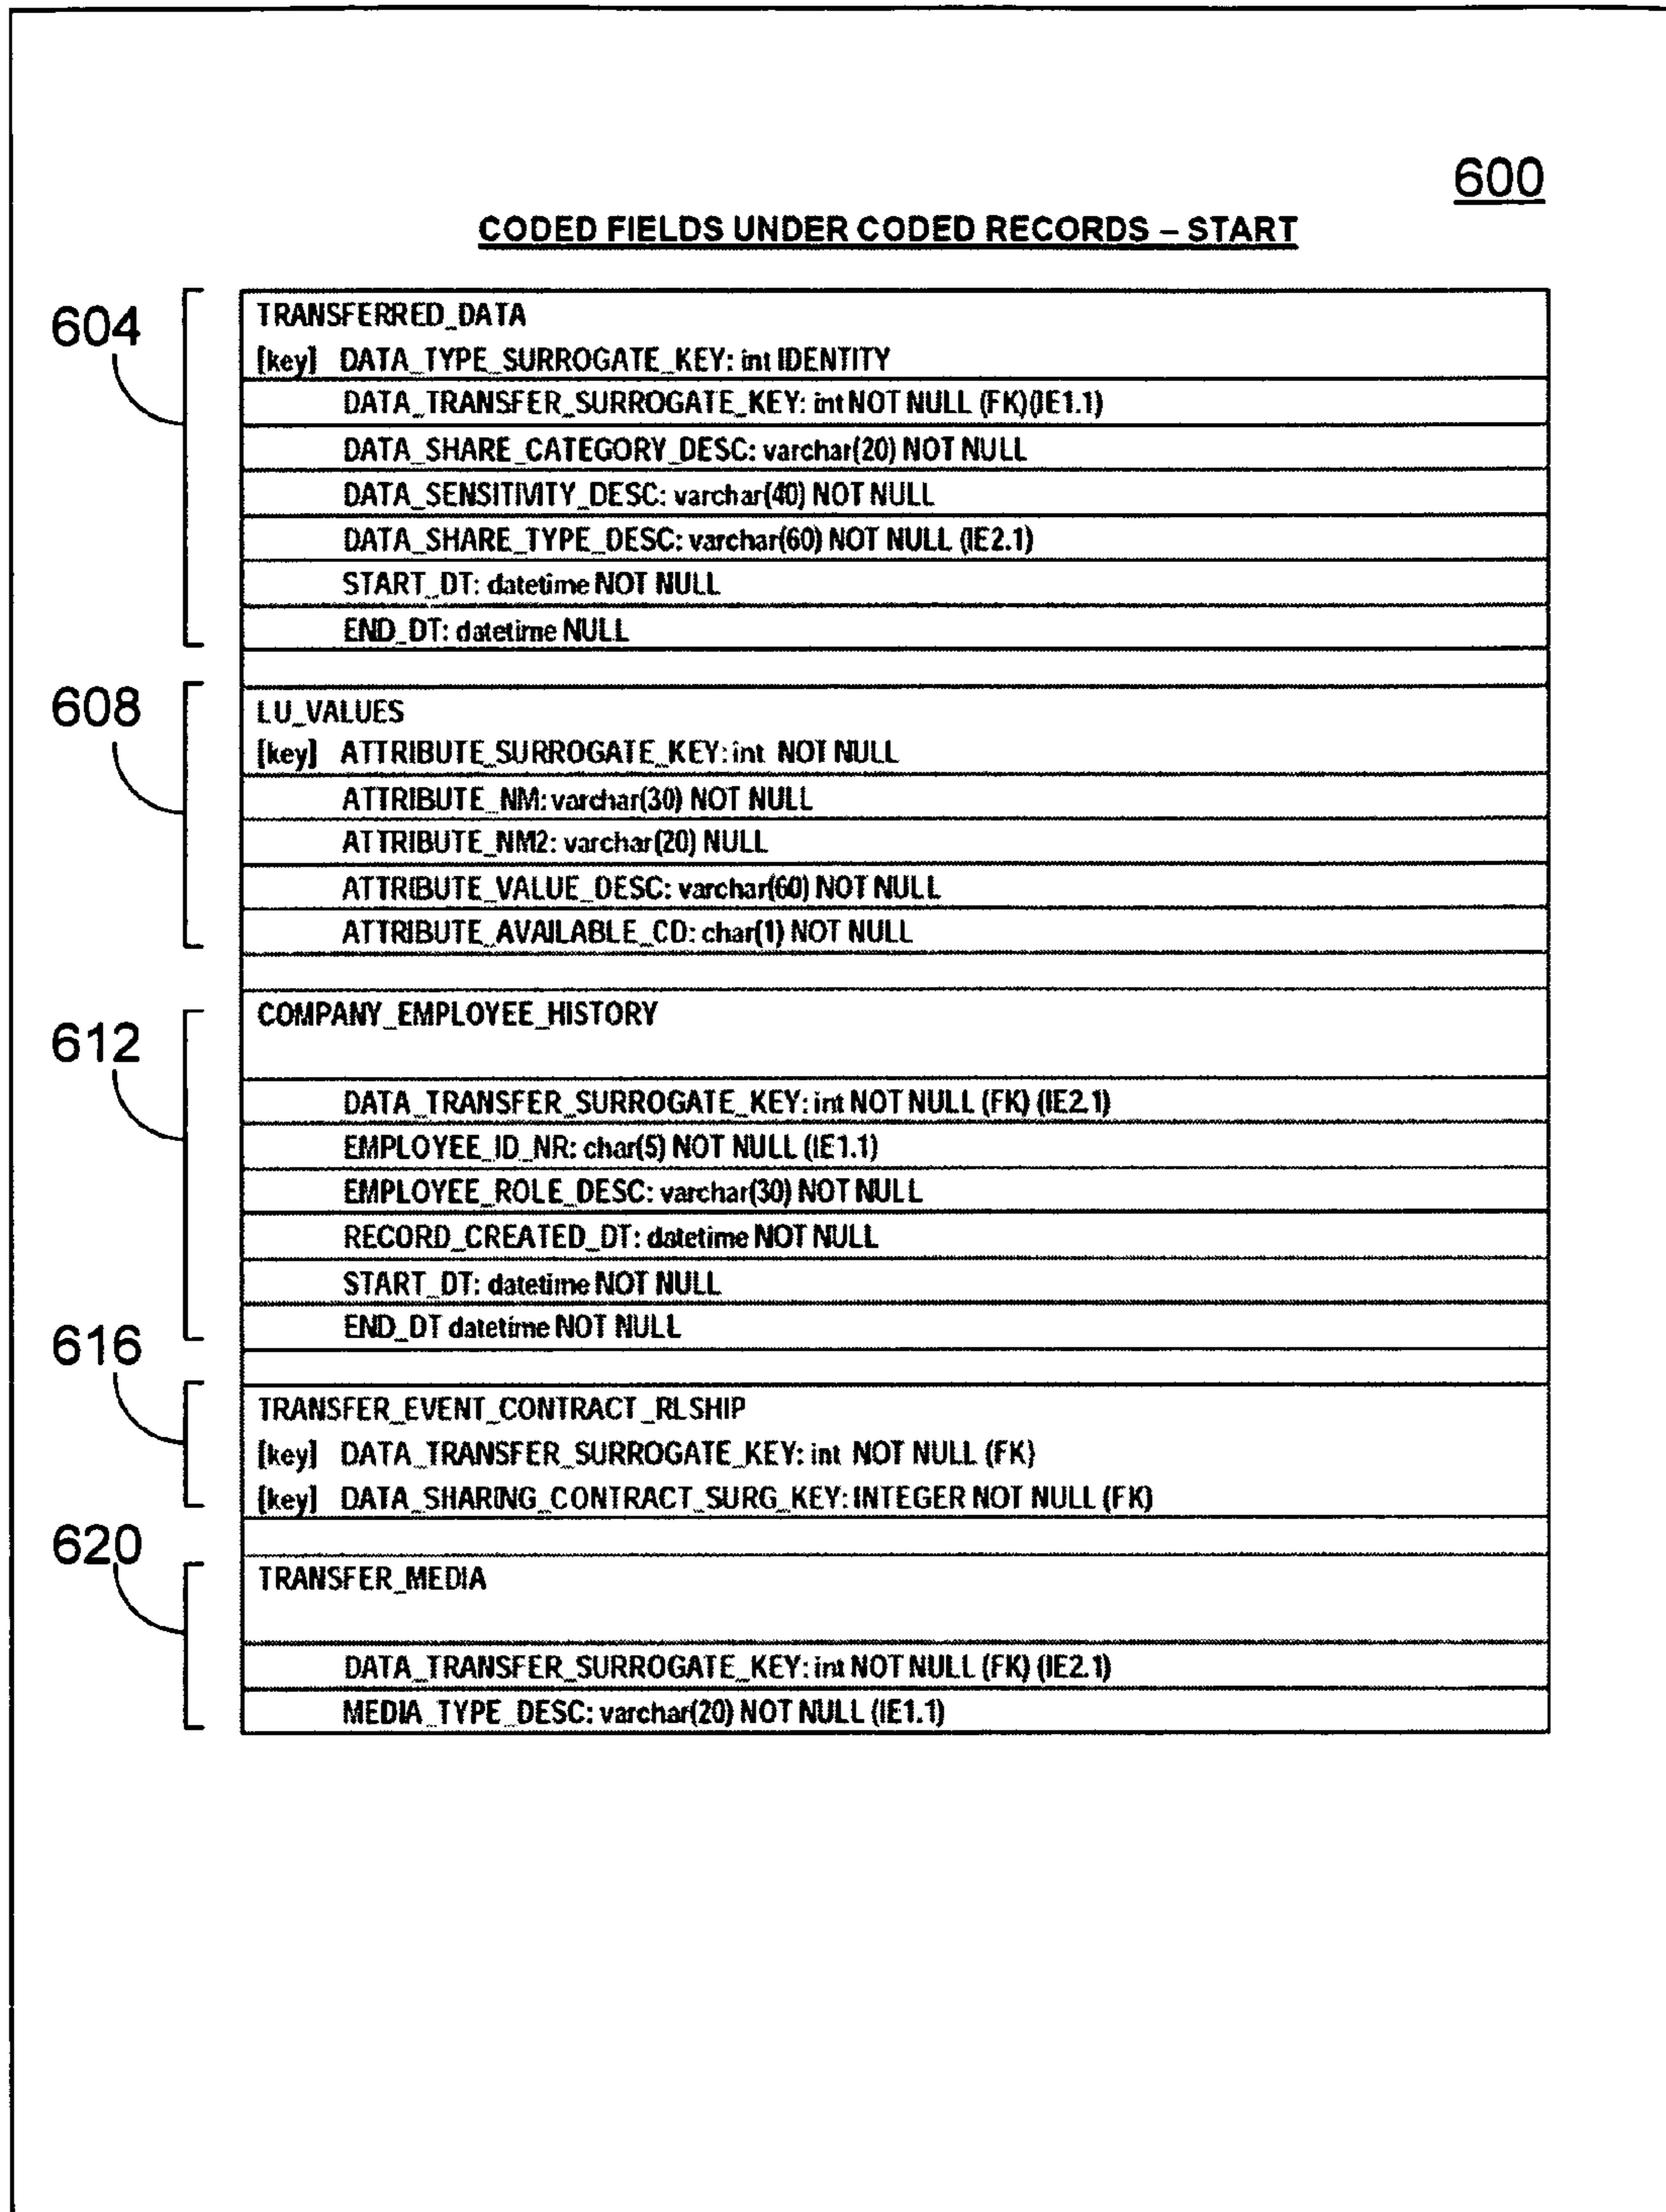 600
CODED FIELDS UNDER CODED RECORDS – START
604
TRANSFERRED_DATA
[key] DATA_TYPE_SURROGATE_KEY: int IDENTITY
DATA_TRANSFER_SURROGATE_KEY: int NOT NULL (FK)(IE1.1)
DATA_SHARE_CATEGORY_DESC: varchar(20) NOT NULL
DATA_SENSITIVITY_DESC: varchar(40) NOT NULL
DATA_SHARE_TYPE_DESC: varchar(60) NOT NULL (IE2.1)
START_DT: datetime NOT NULL
END_DT: datetime NULL
608
LU_VALUES
[key] ATTRIBUTE_SURROGATE_KEY: int NOT NULL
ATTRIBUTE_NM: varchar(30) NOT NULL
ATTRIBUTE_NM2: varchar(20) NULL
ATTRIBUTE_VALUE_DESC: varchar(60) NOT NULL
ATTRIBUTE_AVAILABLE_CD: char(1) NOT NULL
612
COMPANY_EMPLOYEE_HISTORY
DATA_TRANSFER_SURROGATE_KEY: int NOT NULL (FK) (IE2.1)
EMPLOYEE_ID_NR: char(5) NOT NULL (IE1.1)
EMPLOYEE_ROLE_DESC: varchar(30) NOT NULL
RECORD_CREATED_DT: datetime NOT NULL
START_DT: datetime NOT NULL
END_DT datetime NOT NULL
616
TRANSFER_EVENT_CONTRACT_RLSHIP
[key] DATA_TRANSFER_SURROGATE_KEY: int NOT NULL (FK)
[key] DATA_SHARING_CONTRACT_SURG_KEY: INTEGER NOT NULL (FK)
620
TRANSFER_MEDIA
DATA_TRANSFER_SURROGATE_KEY: int NOT NULL (FK) (IE2.1)
MEDIA_TYPE_DESC: varchar(20) NOT NULL (IE1.1)